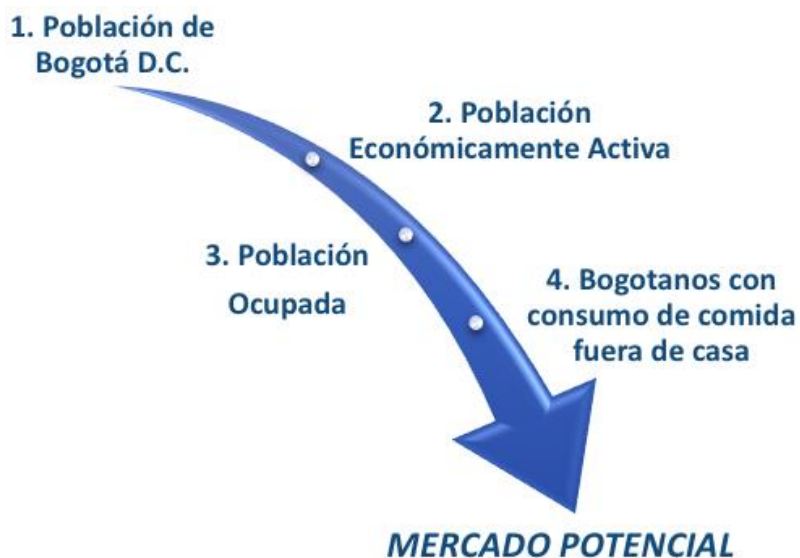 1. Población de
Bogotá D.C.
2. Población
Económicamente Activa
3. Población
Ocupada
4. Bogotanos con
consumo de comida
fuera de casa
MERCADO POTENCIAL